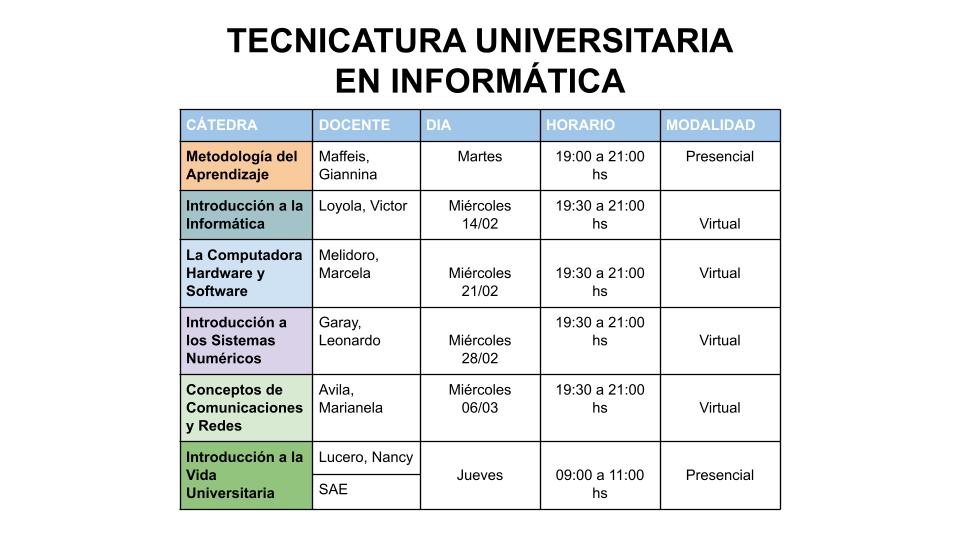 TECNICATURA UNIVERSITARIA
EN INFORMÁTICA
CÁTEDRA DOCENTE DIA HORARIO MODALIDAD
Metodología del Maffeis, Martes 19:00 a 21:00 Presencial
Aprendizaje Giannina hs
Introducción a la Loyola, Victor Miércoles 19:30 a 21:00
Informática 14/02 hs Virtual
La Computadora Melidoro,
Hardware y Marcela Miércoles 19:30 a 21:00 Virtual
Software 21/02 hs
Introducción a Garay, 19:30 a 21:00
los Sistemas Leonardo Miércoles hs Virtual
Numéricos 28/02
Conceptos de Avila, Miércoles 19:30 a 21:00
Comunicaciones Marianela 06/03 hs Virtual
y Redes
Introducción a la Lucero, Nancy
Vida Jueves 09:00 a 11:00 Presencial
Universitaria SAE hs